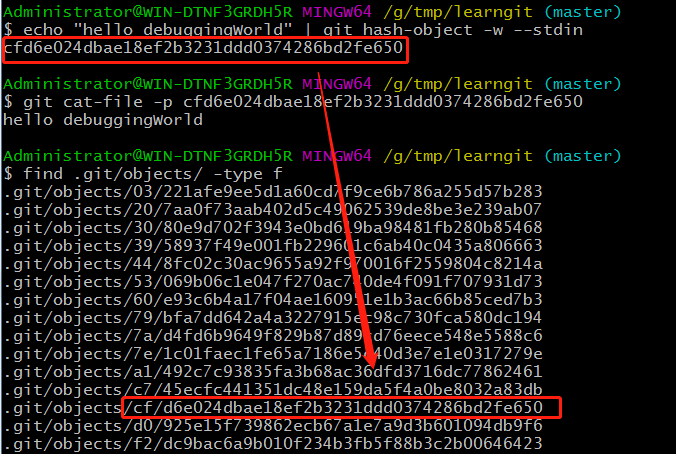 Administrator@WIN-DTNF3GRDH5R MINGW64 /g/tmp/learngit (master)
$ echo "hello debuggingWorld" | git hash-object -w --stdin
cfd6e024dbae18ef2b3231ddd0374286bd2fe650
Administrator@WIN-DTNF3GRDH5R MINGW64 /g/tmp/learngit (master)
$ git cat-file -p cfd6e024dbae18ef2b3231ddd0374286bd2fe650
hello debuggingWorld
Administrator@WIN-DTNF3GRDH5R MINGW64 /g/tmp/learngit (master)
$ find .git/objects/ -type f
.git/objects/03/221afe9ee5d1a60cd7f9ce6b786a255d57b283
.git/objects/20/7aa0f73aab402d5c49062539de8be3e239ab07
.git/objects/30/80e9d702f3943e0bd619ba98481fb280b85468
.git/objects/39/58937f49e001fb229601c6ab40c0435a806663
.git/objects/44/8fc02c30ac9655a92f970016f2559804c8214a
.git/objects/53/069b06c1e047f270ac740de4f091f707931d73
.git/objects/60/e93c6b4a17f04ae160991e1b3ac66b85ced7b3
.git/objects/79/bfa7dd642a4a3227915ec98c730fca580dc194
.git/objects/7a/d4fd6b9649f829b87d89cd76eece548e5588c6
.git/objects/7e/1c01faec1fe65a7186e5d40d3e7e1e0317279e
.git/objects/a1/492c7c93835fa3b68ac36dfd3716dc77862461
.git/objects/c7/45ecfc441351dc48e159da5f4a0be8032a83db
.git/objects/cf/d6e024dbae18ef2b3231ddd0374286bd2fe650
.git/objects/d0/925e15f739862ecb67a1e7a9d3b601094db9f6
.git/objects/f2/dc9bac6a9b010f234b3fb5f88b3c2b00646423